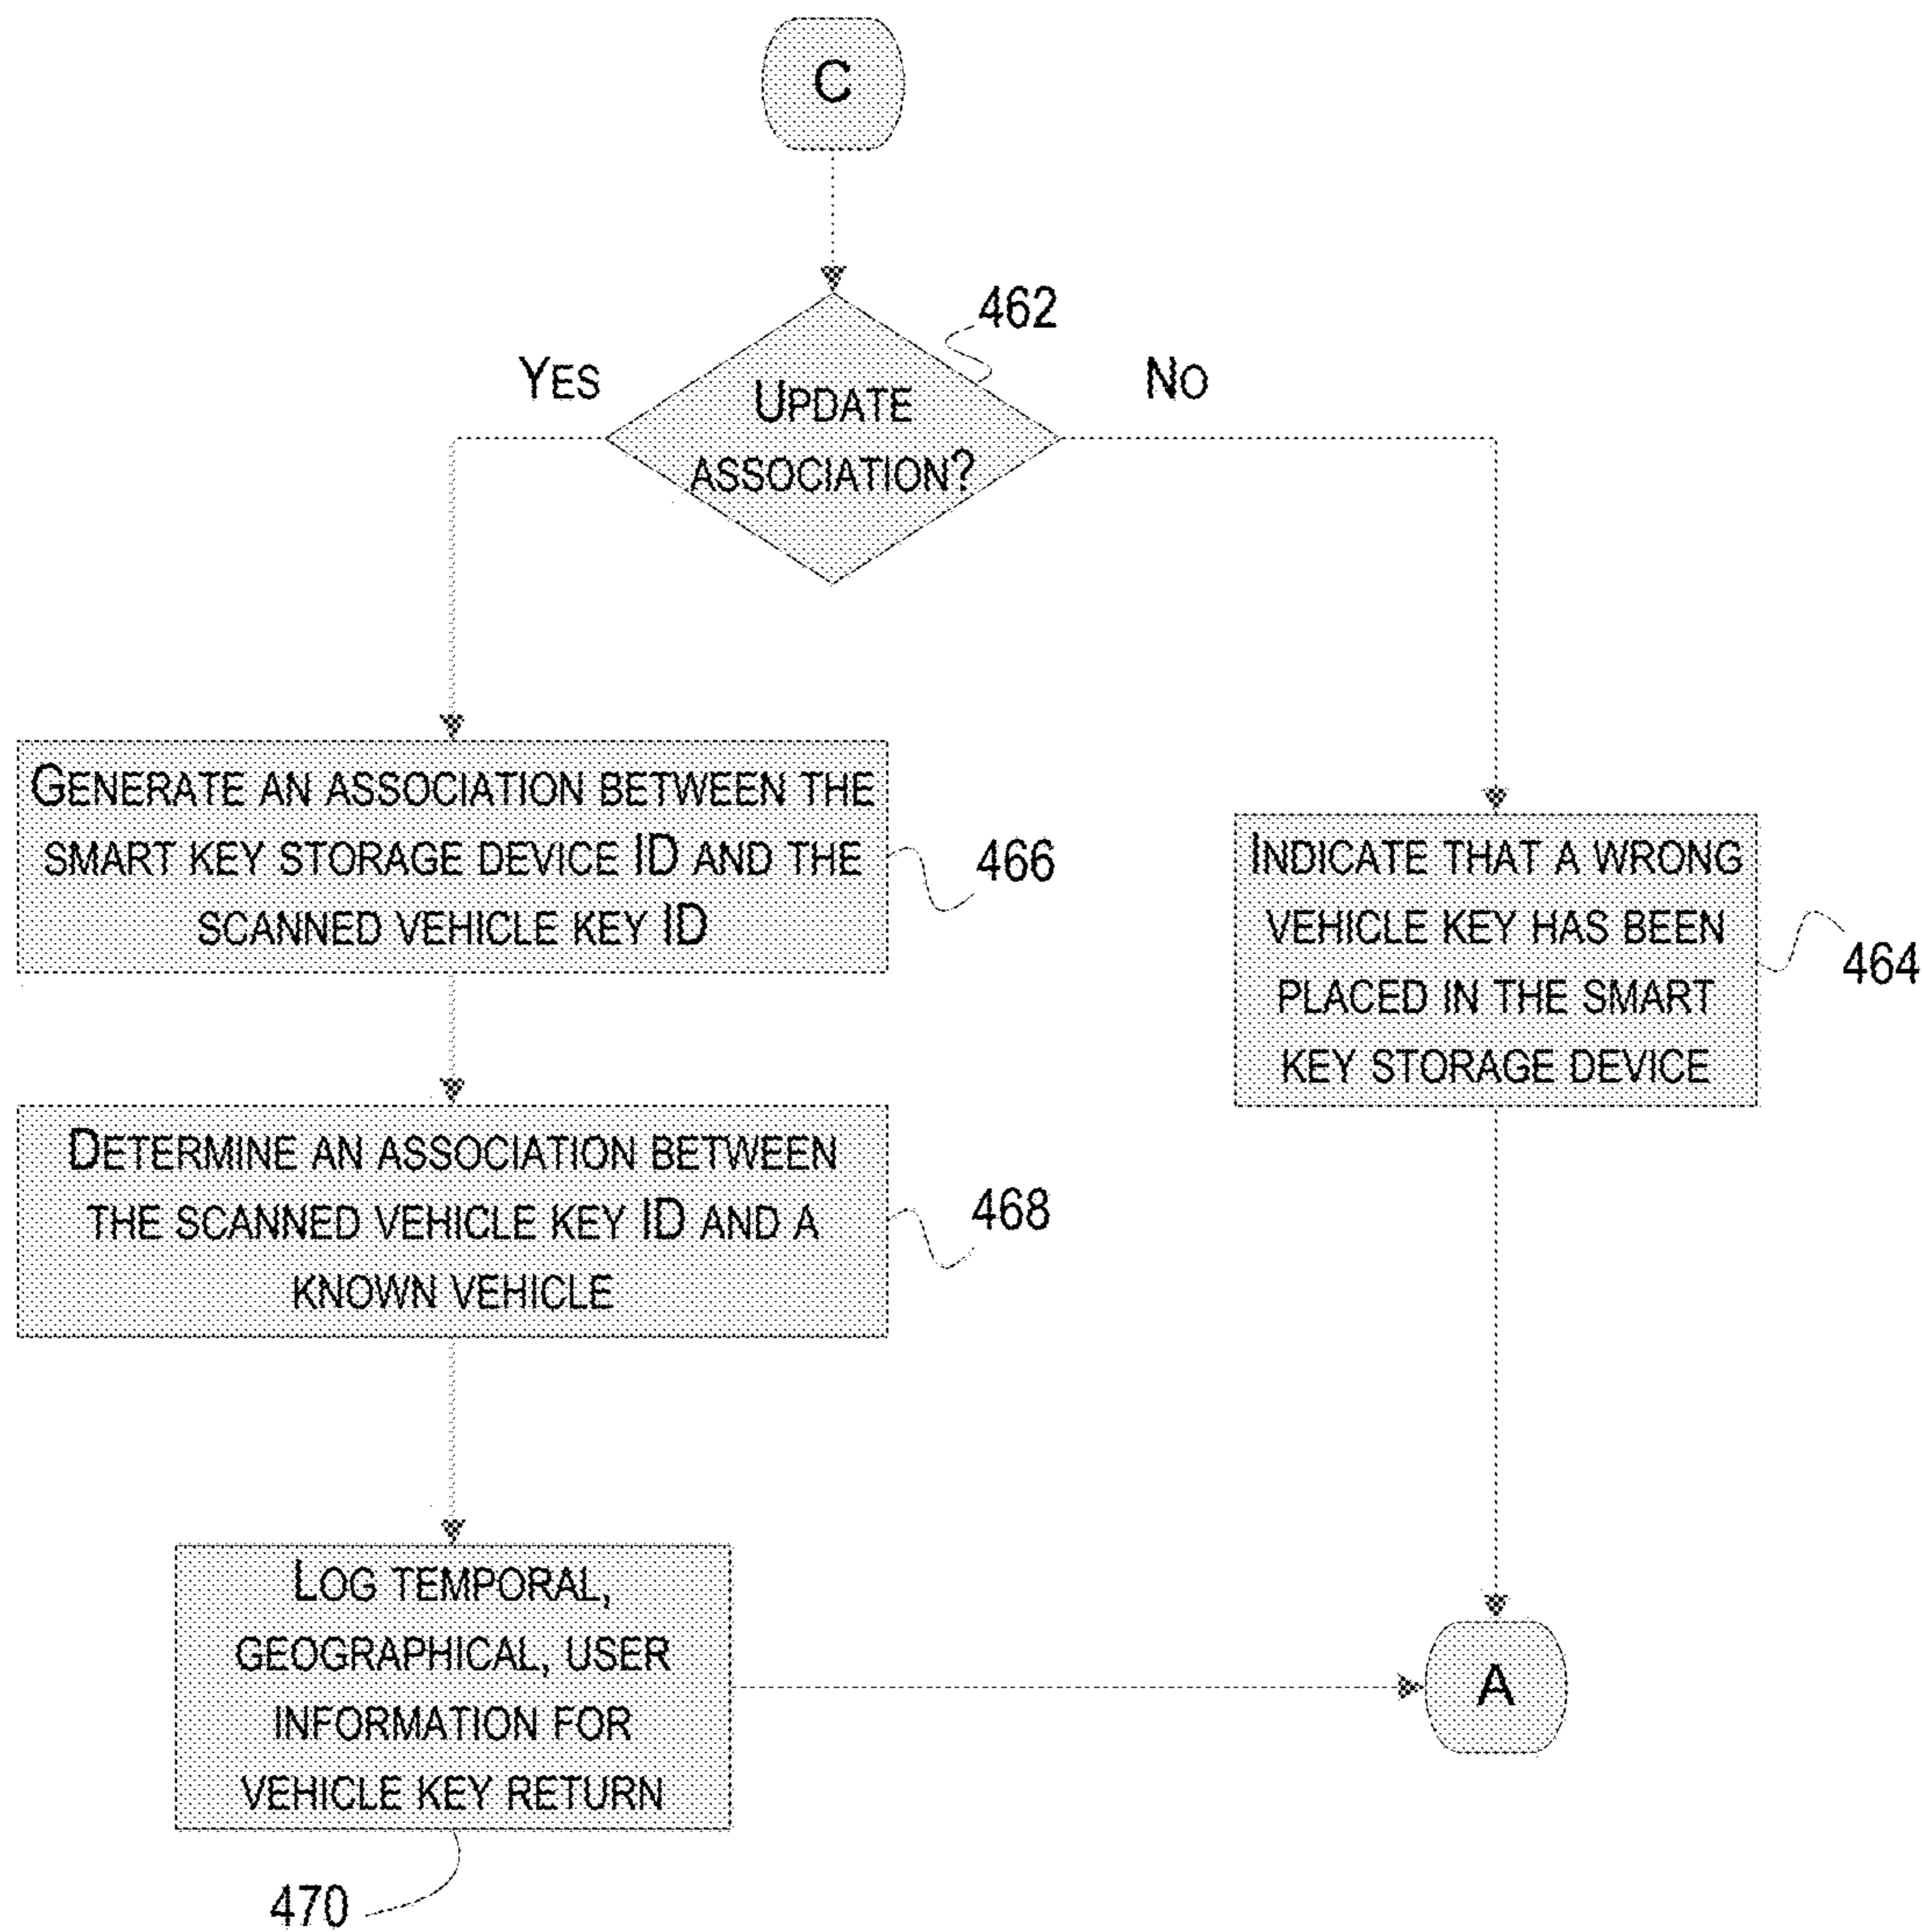 C
462
YES
NO
UPDATE
ASSOCIATION?
GENERATE AN ASSOCIATION BETWEEN THE
SMART KEY STORAGE DEVICE ID AND THE
SCANNED VEHICLE KEY ID
466
INDICATE THAT A WRONG
VEHICLE KEY HAS BEEN
PLACED IN THE SMART
KEY STORAGE DEVICE
464
DETERMINE AN ASSOCIATION BETWEEN
THE SCANNED VEHICLE KEY ID AND A
KNOWN VEHICLE
468
LOG TEMPORAL,
GEOGRAPHICAL, USER
INFORMATION FOR
VEHICLE KEY RETURN
A
470